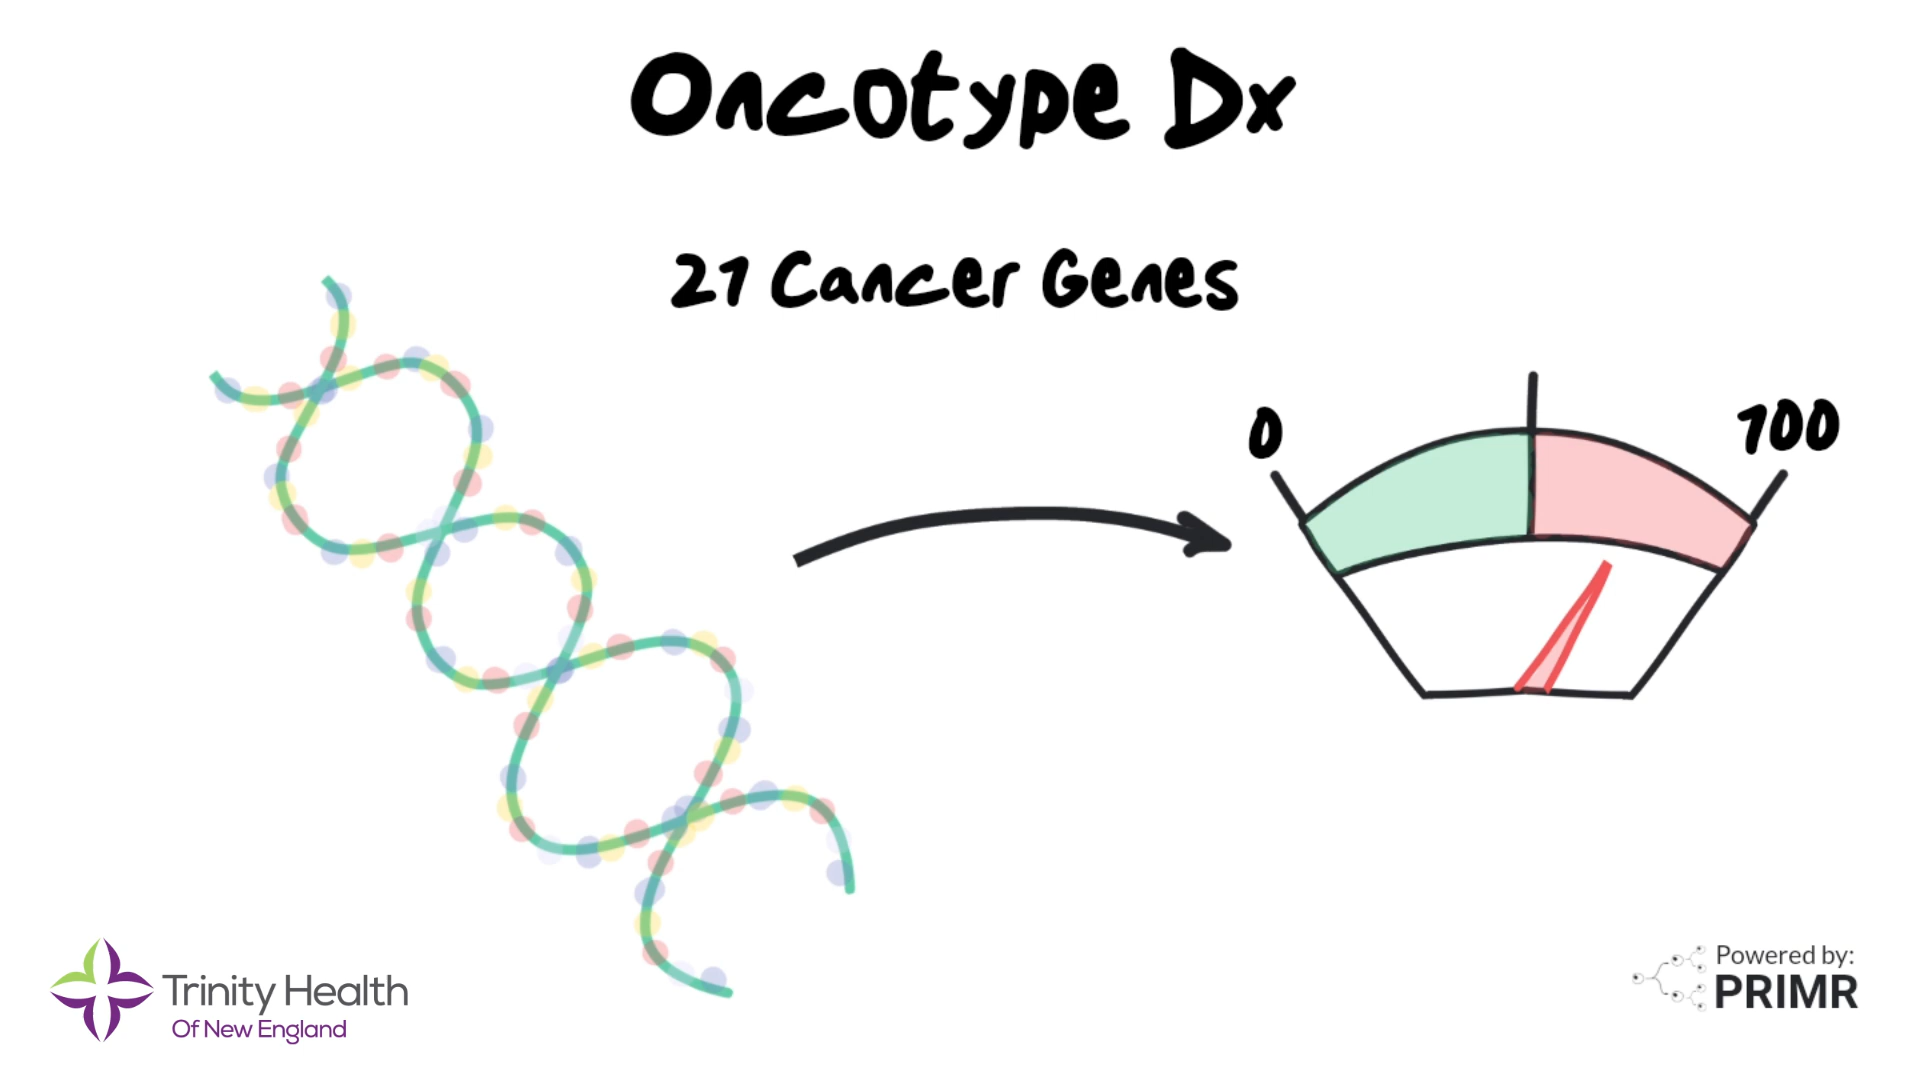 Oncotype Dx
21 Cancer Genes
0
100
Trinity Health
Of New England
Powered by:
PRIMR